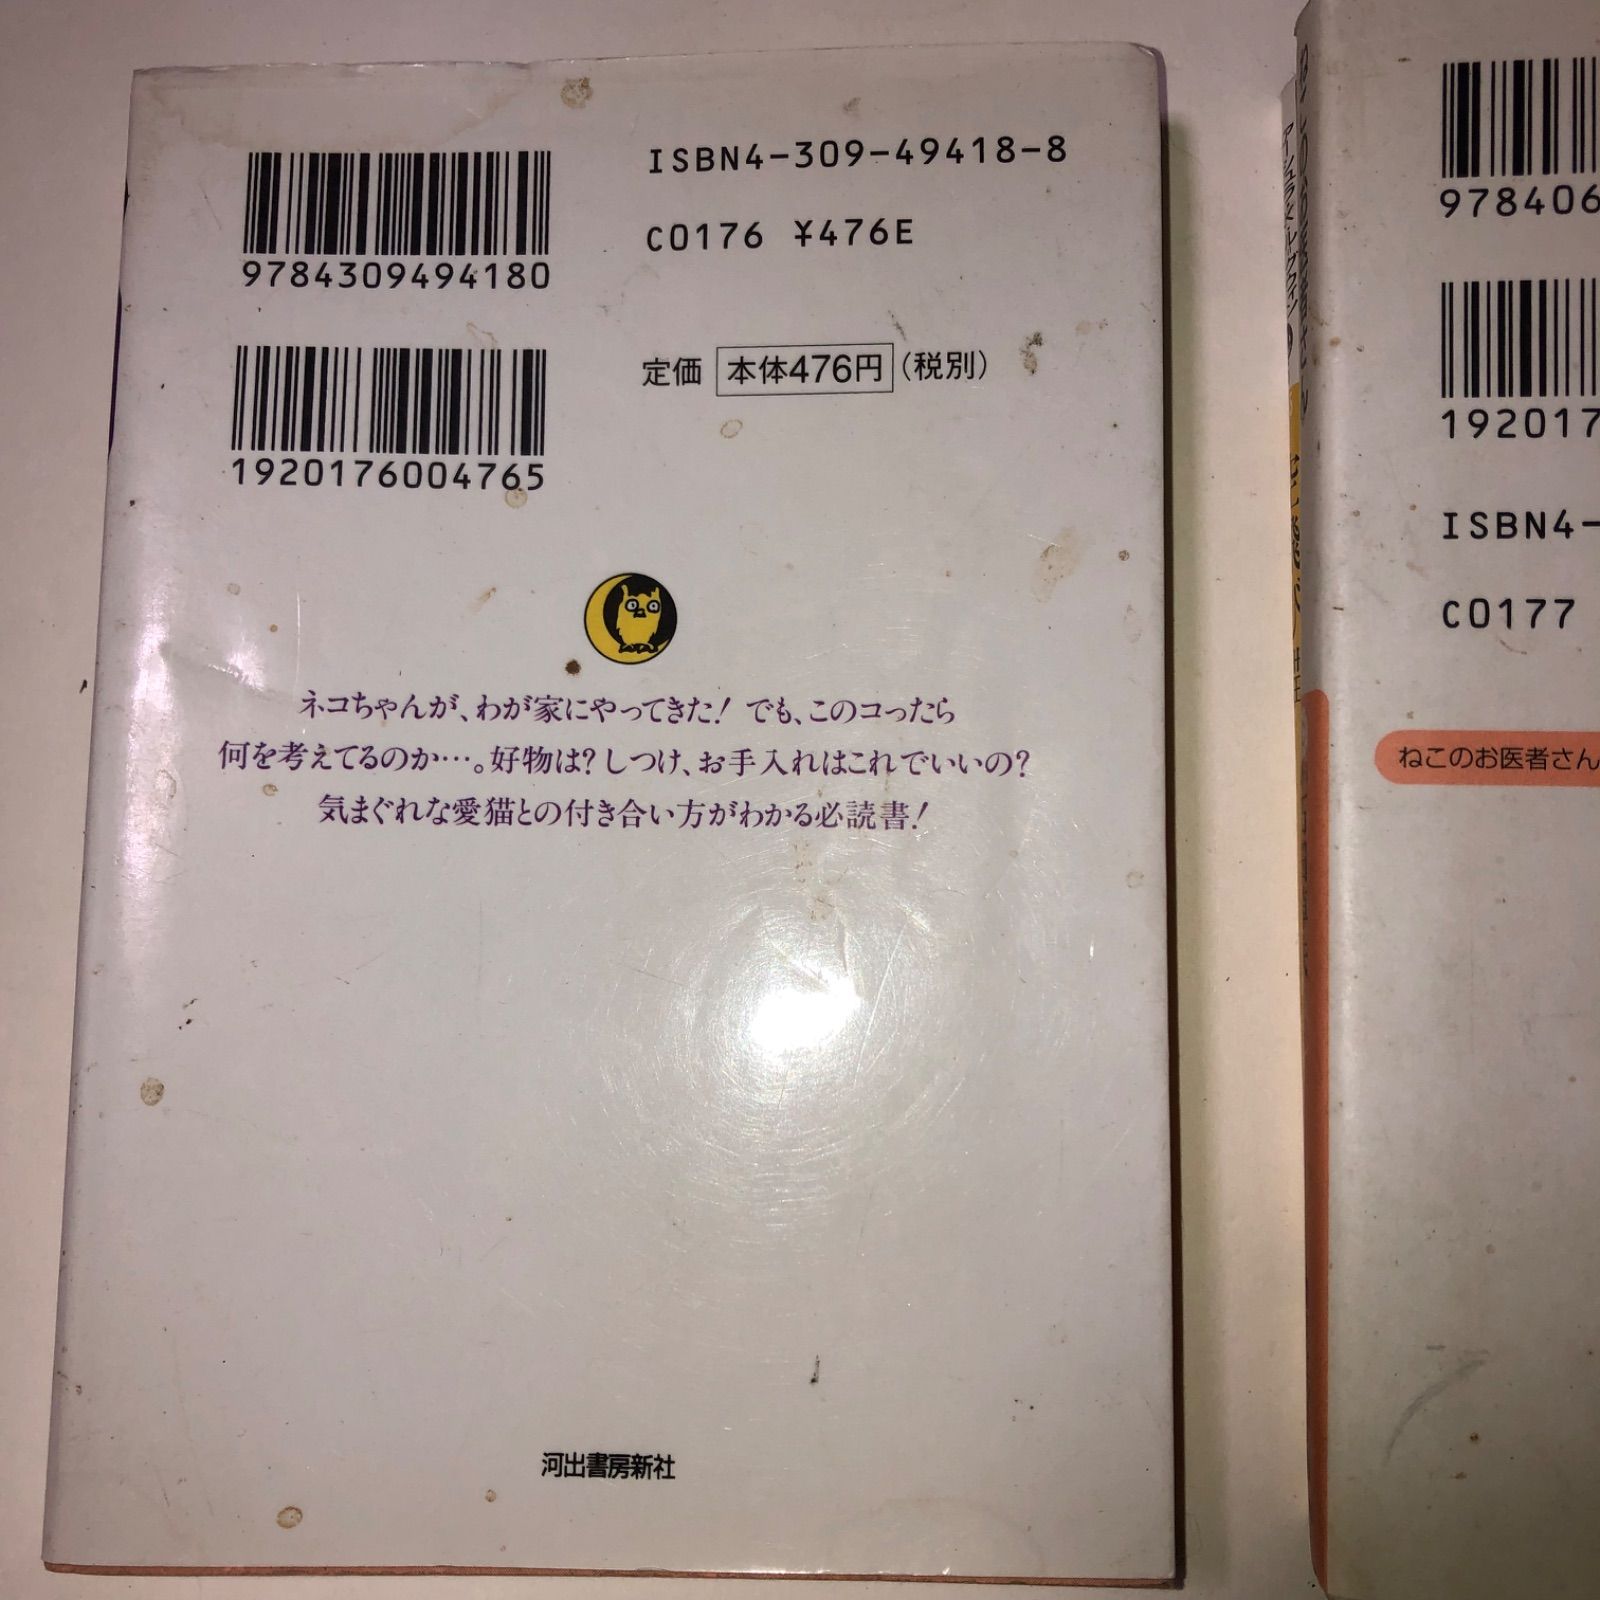 ISBN4-309-49418-8
C0176 ¥476E
9784309494180
定価 本体476円 (税別)
1920176004765
ネコちゃんが、わが家にやってきた! でも、このコったら
何を考えてるのか…。好物は? しつけ、お手入れはこれでいいの?
気まぐれな愛猫との付き合い方がわかる必読書!
河出書房新社
978406
192017
ISBN4-
C0177
ねこのお医者さん